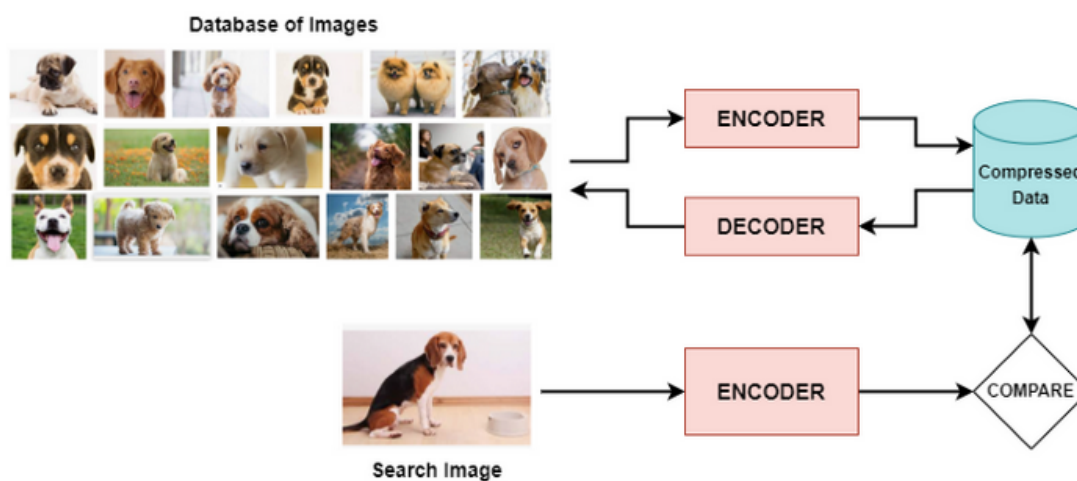 Database of Images
ENCODER
Compressed
Data
DECODER
ENCODER
COMPARE
Search Image